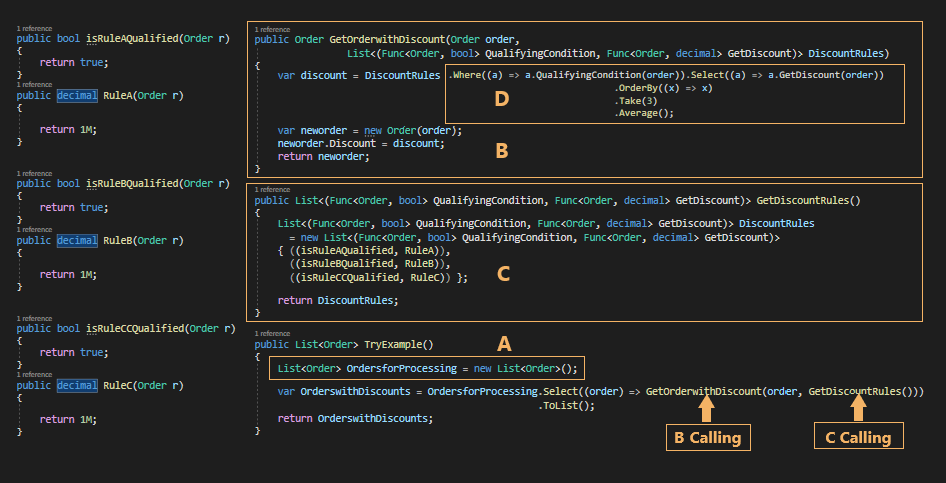 1 reference
public bool isRuleAQualified(Order r)
{
return true;
}
1 reference
public decimal RuleA(Order r)
{
return 1M;
}
1 reference
public bool isRuleBQualified(Order r)
{
return true;
}
1 reference
public decimal RuleB(Order r)
{
return 1M;
}
1 reference
public bool isRuleCCQualified(Order r)
{
return true;
}
1 reference
public decimal RuleC(Order r)
{
return 1M;
}
1 reference
public Order GetOrderwithDiscount(Order order,
List<(Func<Order, bool> QualifyingCondition, Func<Order, decimal> GetDiscount)> DiscountRules)
{
var discount = DiscountRules .Where((a) => a.QualifyingCondition(order)).Select((a) => a.GetDiscount(order))
.OrderBy((x) => x)
.Take(3)
.Average();
D
var neworder = new Order(order);
neworder.Discount = discount;
return neworder;
}
B
1 reference
public List<(Func<Order, bool> QualifyingCondition, Func<Order, decimal> GetDiscount)> GetDiscountRules()
{
List<(Func<Order, bool> QualifyingCondition, Func<Order, decimal> GetDiscount)> DiscountRules
= new List<(Func<Order, bool> QualifyingCondition, Func<Order, decimal> GetDiscount)>
{ ((isRuleAQualified, RuleA)),
((isRuleBQualified, RuleB)),
((isRuleCCQualified, RuleC)) };
C
return DiscountRules;
}
1 reference
public List<Order> TryExample()
A
{
List<Order> OrdersforProcessing = new List<Order>();
var OrderswithDiscounts = OrdersforProcessing.Select((order) => GetOrderwithDiscount(order, GetDiscountRules()))
.ToList();
return OrderswithDiscounts;
}
B Calling
C Calling